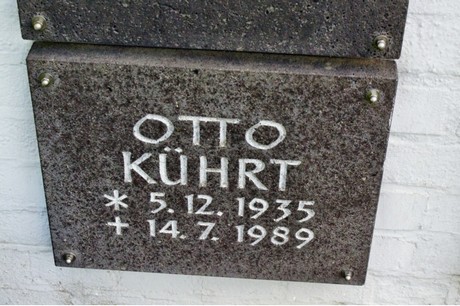 OTTO
KÜHRT
* 5. 12. 1935
+ 14. 7. 1989